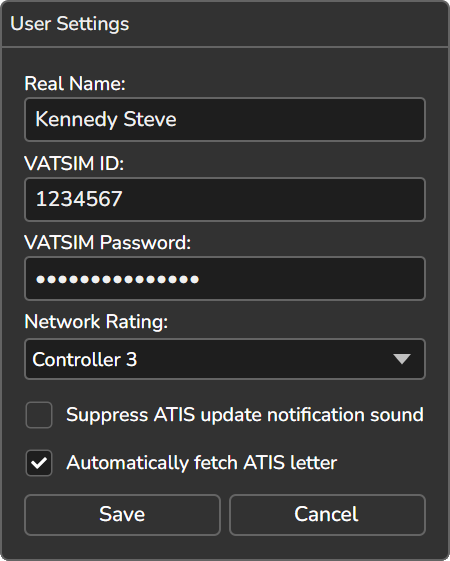 User Settings
Real Name:
Kennedy Steve
VATSIM ID:
1234567
VATSIM Password:
●●●●●●●●●●●●●●●
Network Rating:
Controller 3
Suppress ATIS update notification sound
Automatically fetch ATIS letter
Save Cancel